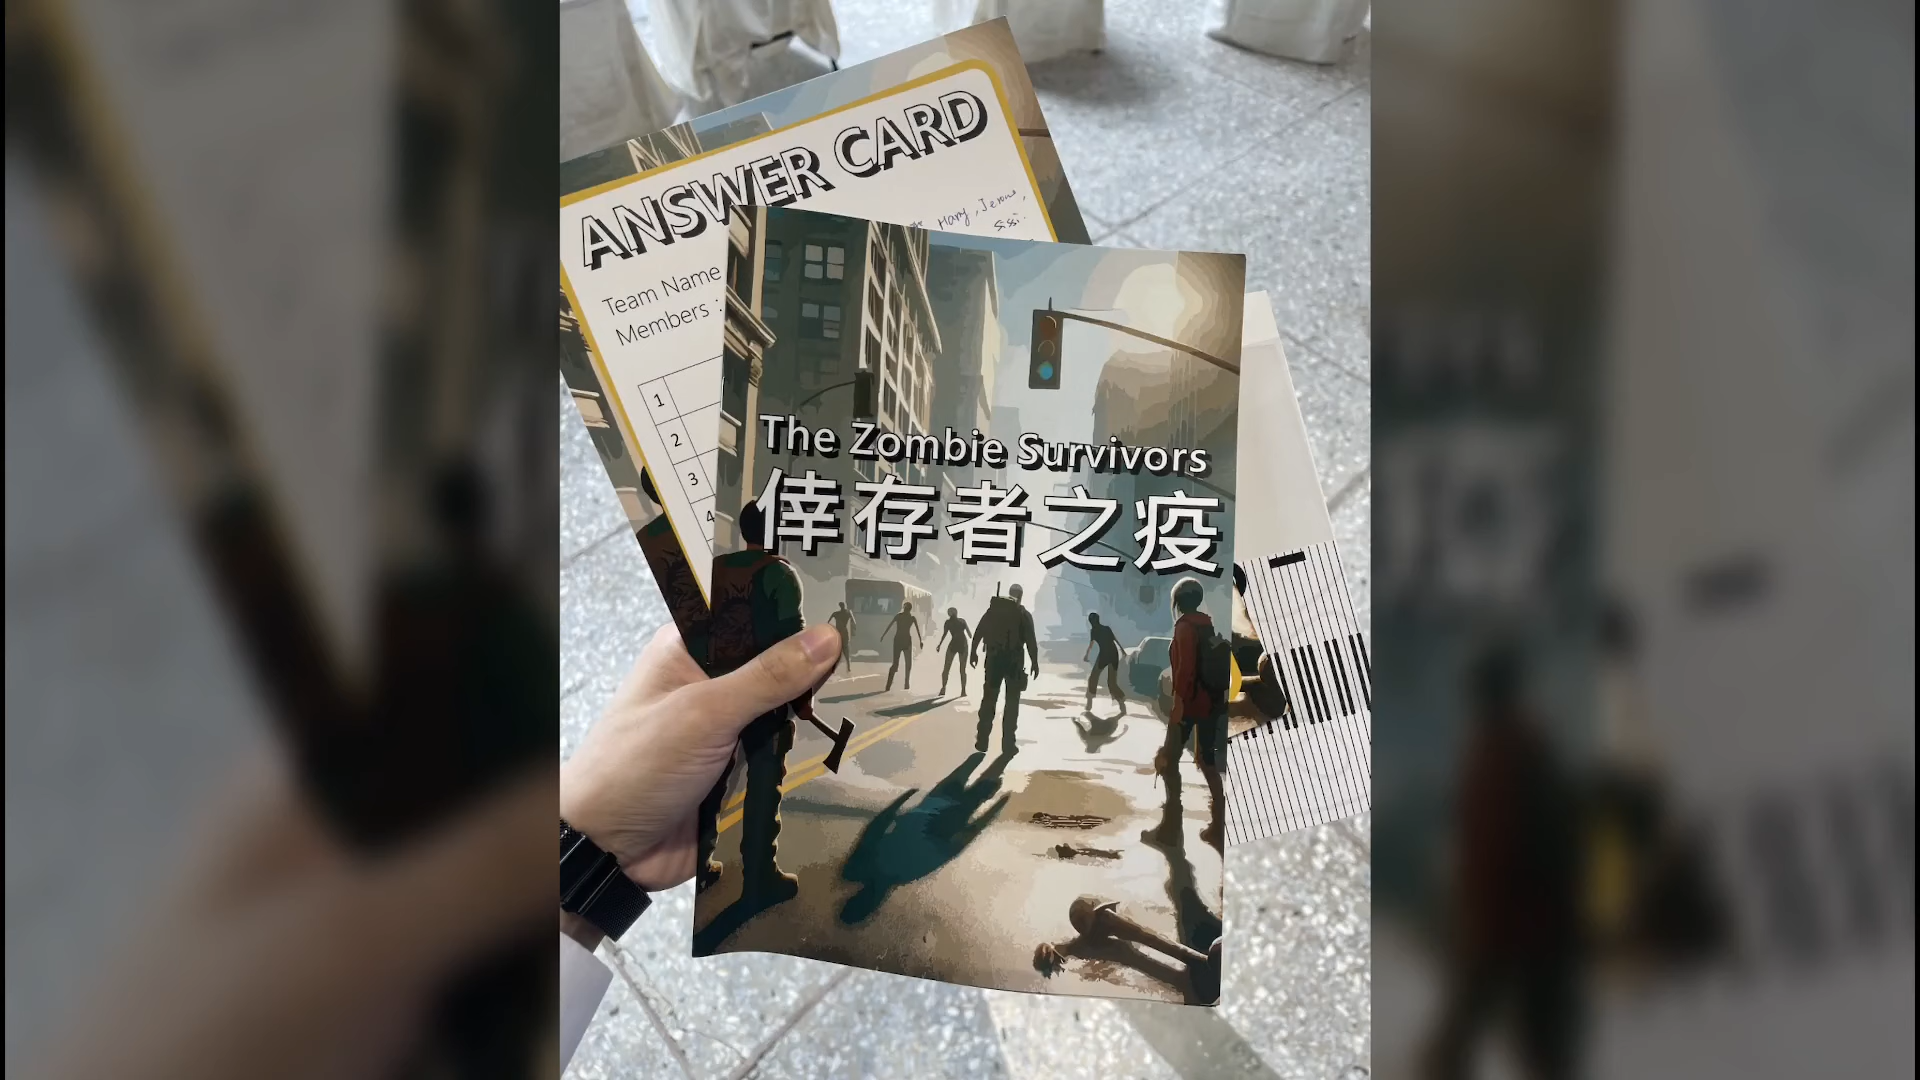 ANSWER CARD
Mary, Jerome,
Sisi.
Team Name
Members :
1
2
3
4
The Zombie Survivors
倖存者之疫